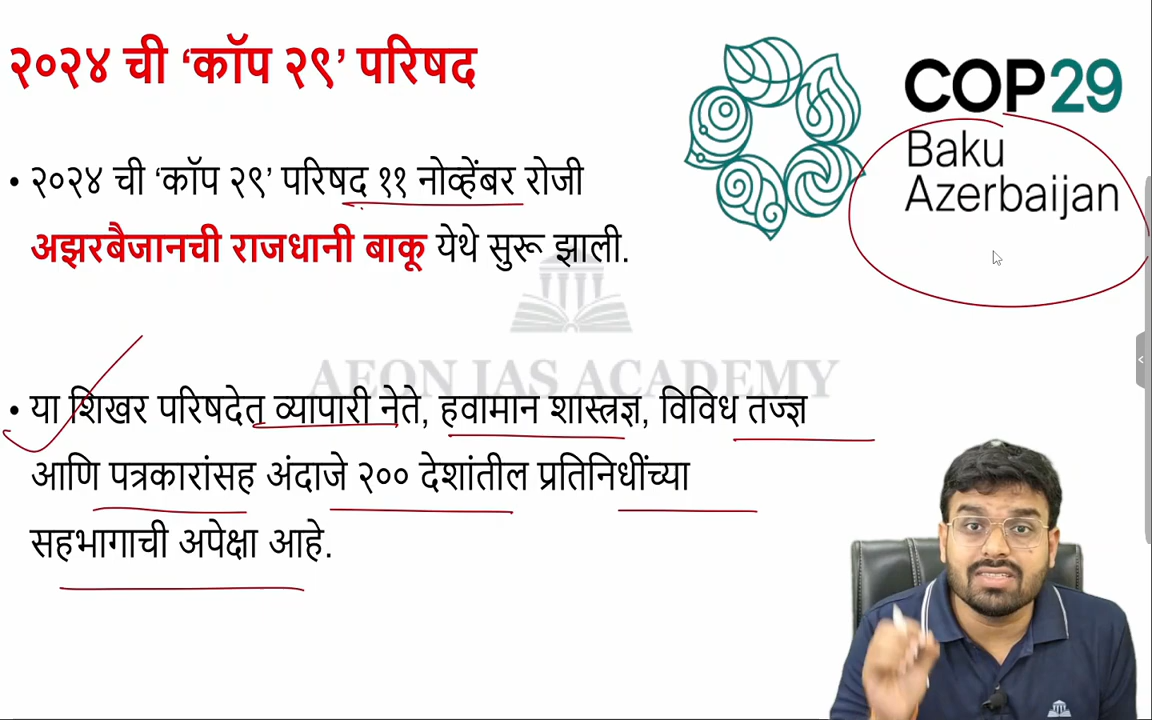 २०२४ ची ‘कॉप २९’ परिषद
COP29
Baku
Azerbaijan
• २०२४ ची ‘कॉप २९’ परिषद ११ नोव्हेंबर रोजी
अझरबैजानची राजधानी बाकू येथे सुरू झाली.
AEON IAS ACADEMY
• या शिखर परिषदेत व्यापारी नेते, हवामान शास्त्रज्ञ, विविध तज्ज्ञ
आणि पत्रकारांसह अंदाजे २०० देशांतील प्रतिनिधींच्या
सहभागाची अपेक्षा आहे.